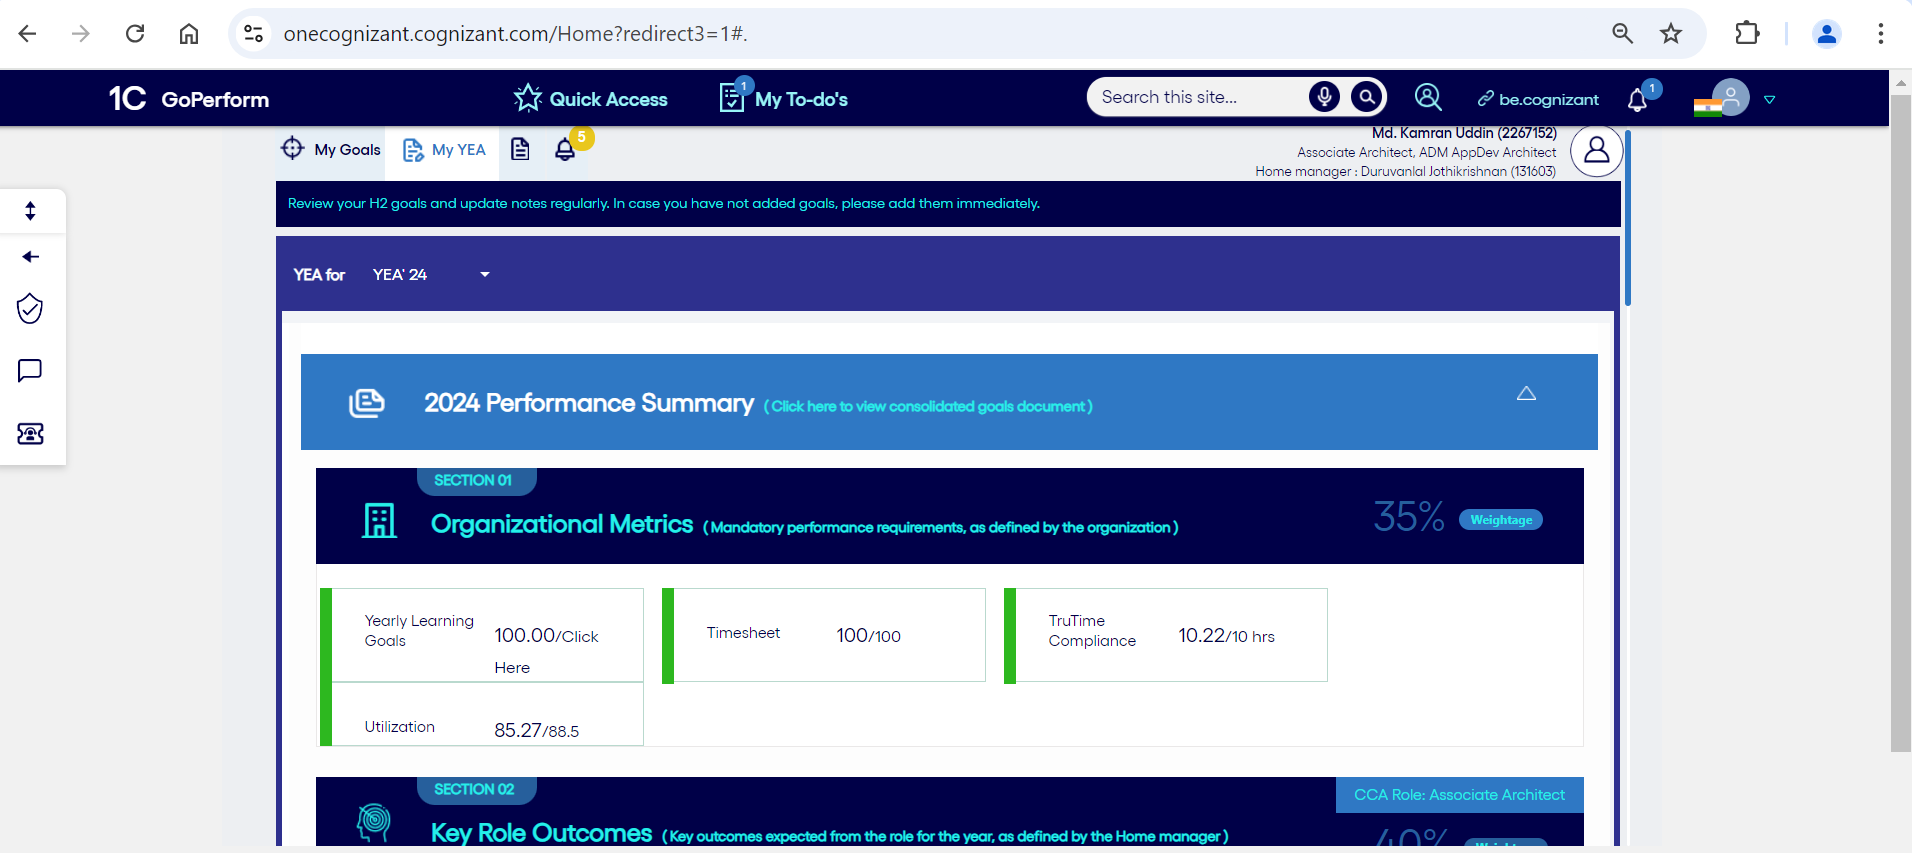 onecognizant.cognizant.com/Home?redirect3=1#.
1C GoPerform
Quick Access
1
My To-do's
Search this site...
be.cognizant
1
My Goals
My YEA
5
Md. Kamran Uddin (2267152)
Associate Architect, ADM AppDev Architect
Home manager : Duruvanlal Jothikrishnan (131603)
Review your H2 goals and update notes regularly. In case you have not added goals, please add them immediately.
YEA for YEA' 24
2024 Performance Summary ( Click here to view consolidated goals document )
SECTION 01
Organizational Metrics ( Mandatory performance requirements, as defined by the organization )
35% Weightage
Yearly Learning Goals
100.00/Click Here
Timesheet 100/100
TruTime Compliance
10.22/10 hrs
Utilization 85.27/88.5
SECTION 02
CCA Role: Associate Architect
Key Role Outcomes ( Key outcomes expected from the role for the year, as defined by the Home manager )
40% Weightage